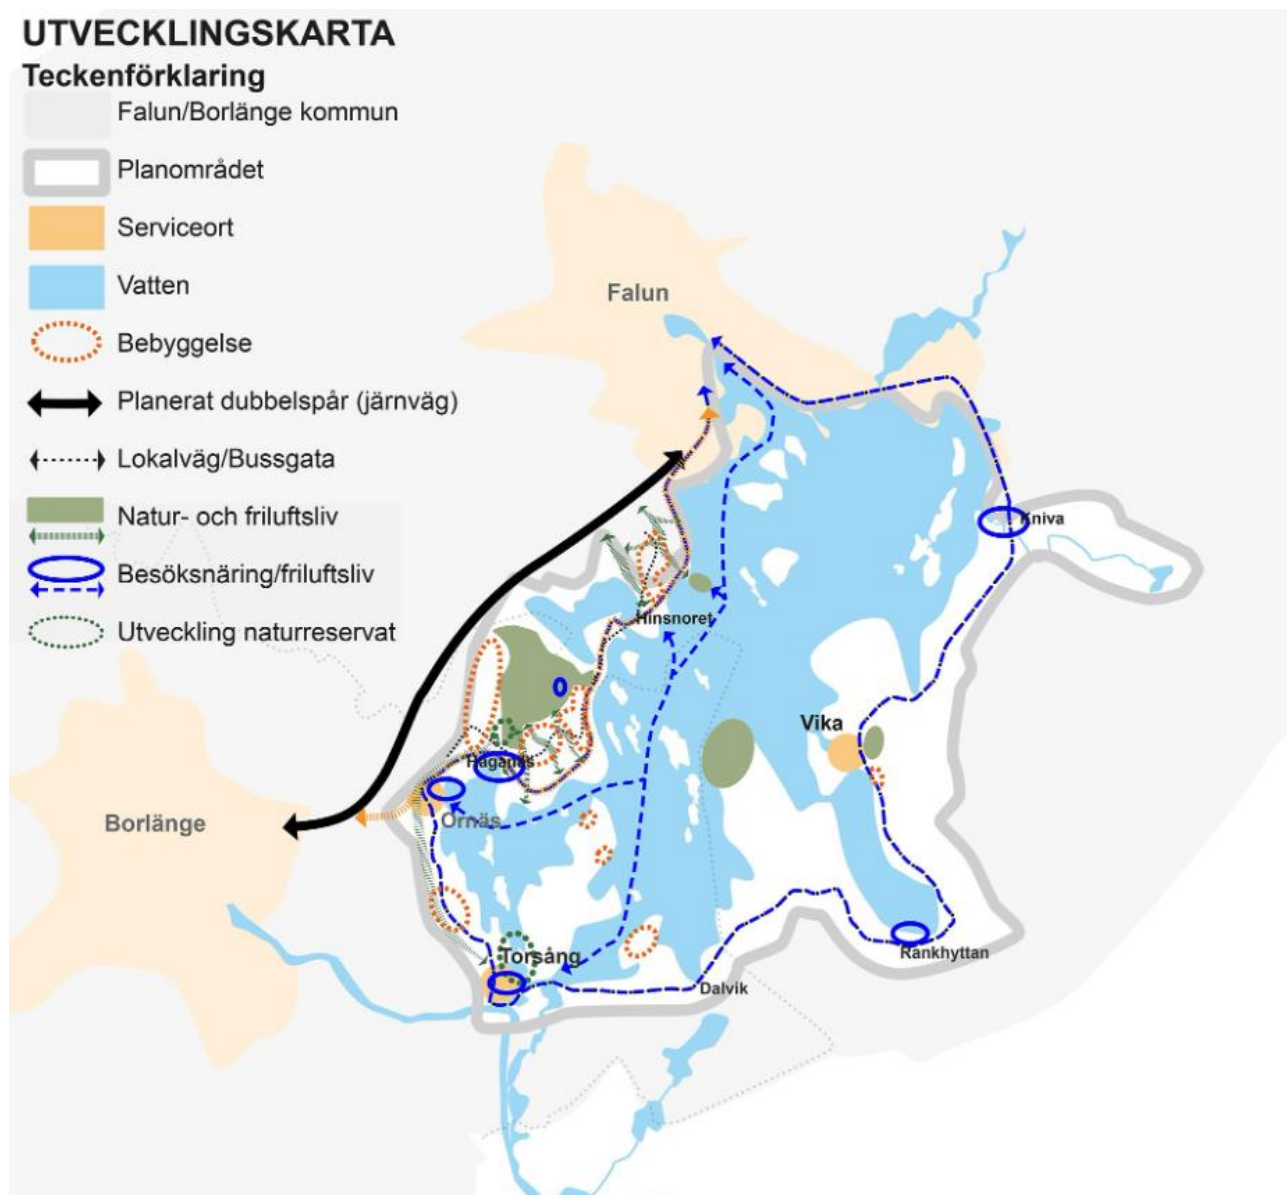 UTVECKLINGSKARTA
Teckenförklaring
Falun/Borlänge kommun
Planområdet
Serviceort
Vatten
Bebyggelse
Planerat dubbelspår (järnväg)
Lokalväg/Bussgata
Natur- och friluftsliv
Besöksnäring/friluftsliv
Utveckling naturreservat
Falun
Kniva
Hinsnoret
Vika
Haganäs
Ornäs
Borlänge
Torsång
Rankhyttan
Dalvik